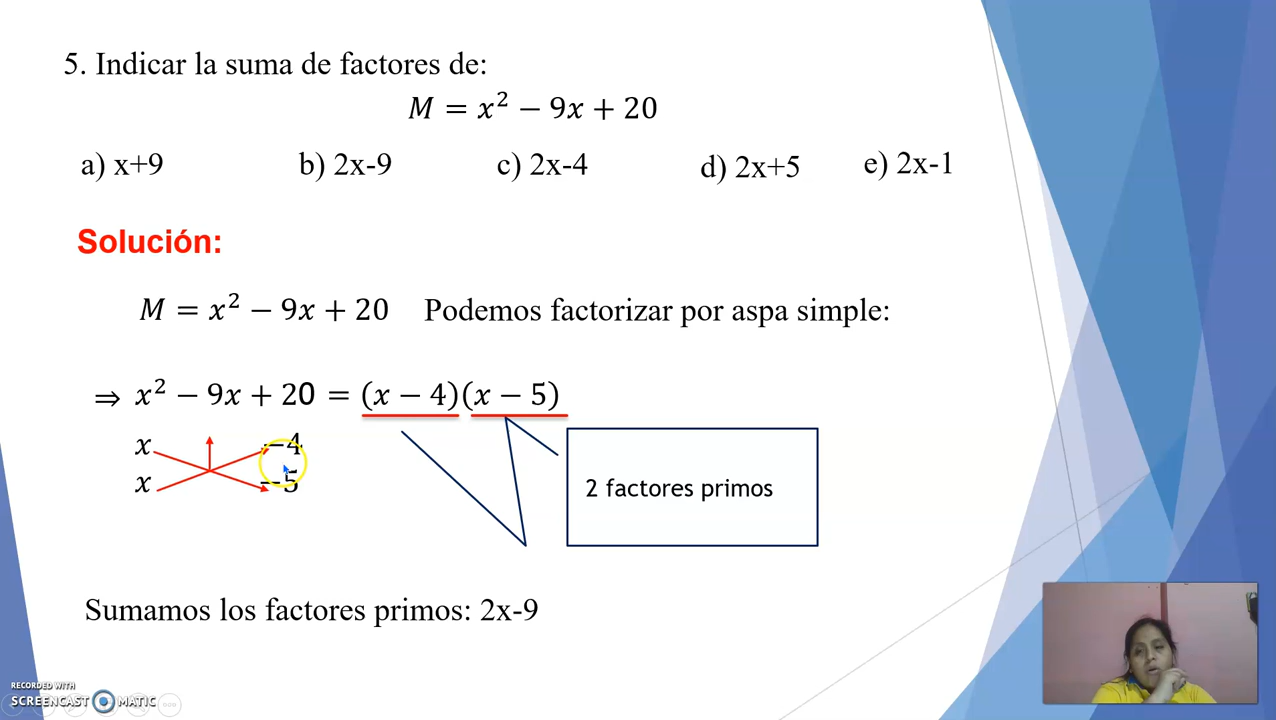 5. Indicar la suma de factores de:
M = x² − 9x + 20
a) x+9 b) 2x-9 c) 2x-4 d) 2x+5 e) 2x-1
Solución:
M = x² − 9x + 20 Podemos factorizar por aspa simple:
⇒ x² − 9x + 20 = (x − 4)(x − 5)
x −4
x −5
2 factores primos
Sumamos los factores primos: 2x-9
RECORDED WITH
SCREENCAST MATIC